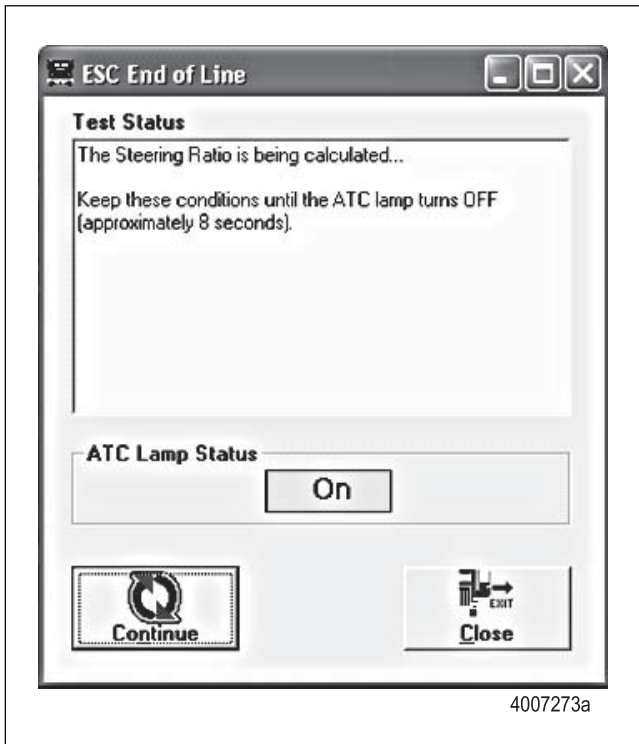 ESC End of Line
Test Status
The Steering Ratio is being calculated...
Keep these conditions until the ATC lamp turns OFF
(approximately 8 seconds).
ATC Lamp Status
On
Continue
EXIT
Close
4007273a